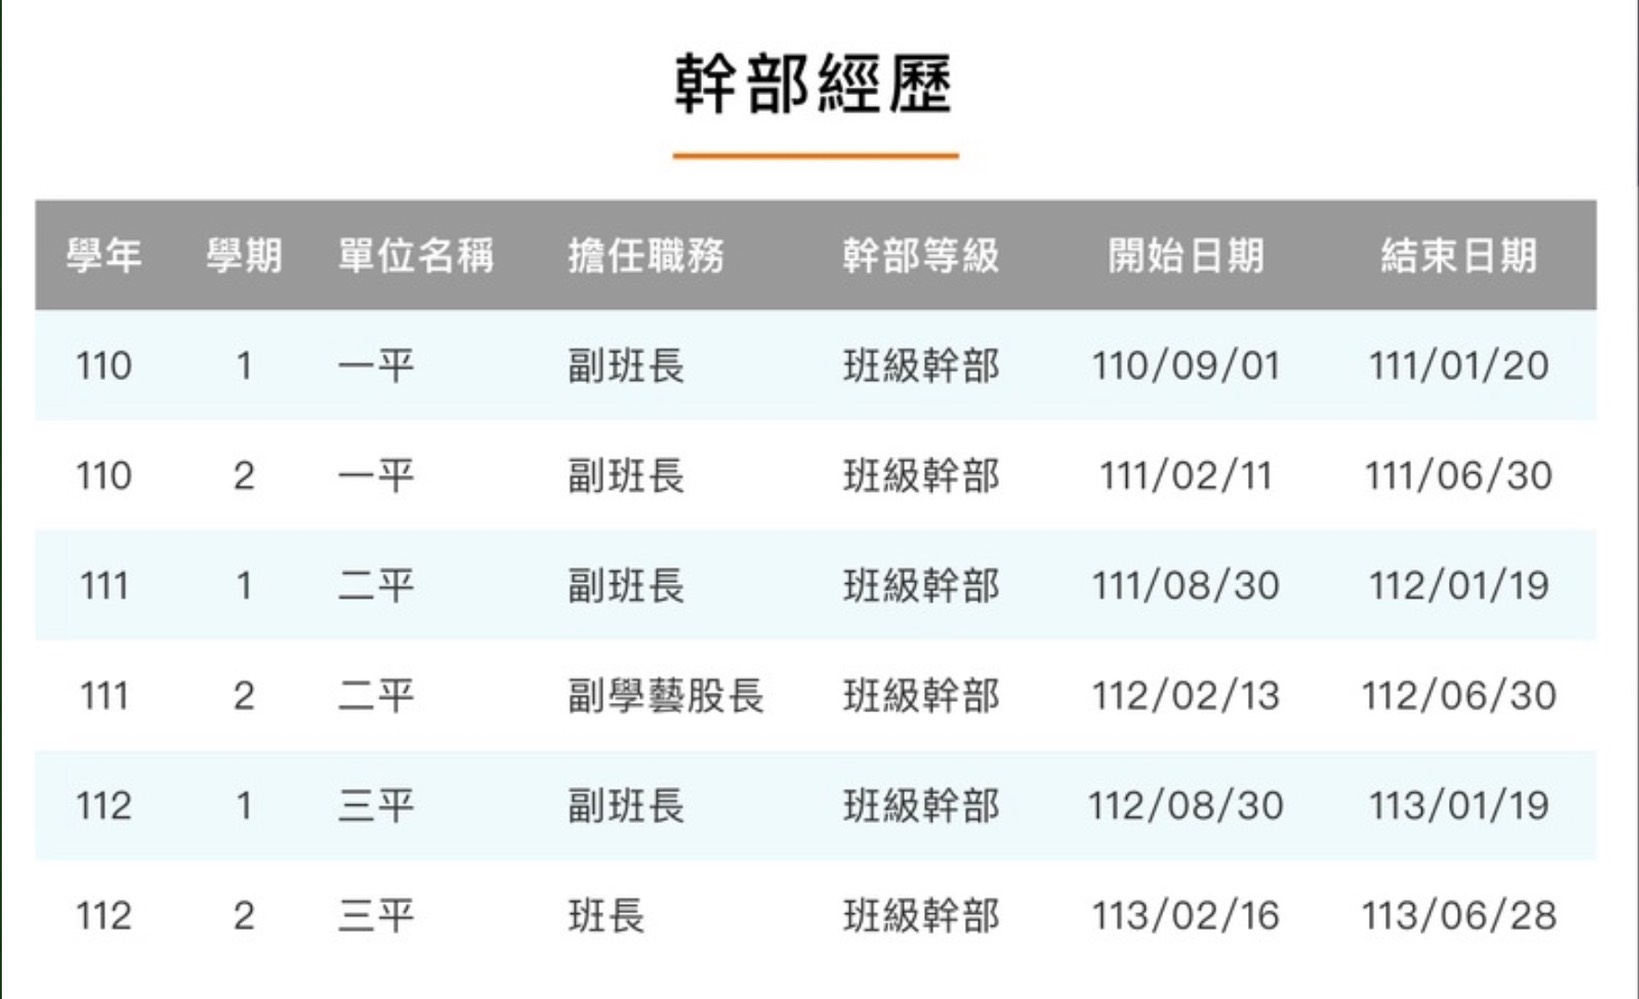 幹部經歷
學年 學期 單位名稱 擔任職務 幹部等級 開始日期 結束日期
110 1 一平 副班長 班級幹部 110/09/01 111/01/20
110 2 一平 副班長 班級幹部 111/02/11 111/06/30
111 1 二平 副班長 班級幹部 111/08/30 112/01/19
111 2 二平 副學藝股長 班級幹部 112/02/13 112/06/30
112 1 三平 副班長 班級幹部 112/08/30 113/01/19
112 2 三平 班長 班級幹部 113/02/16 113/06/28